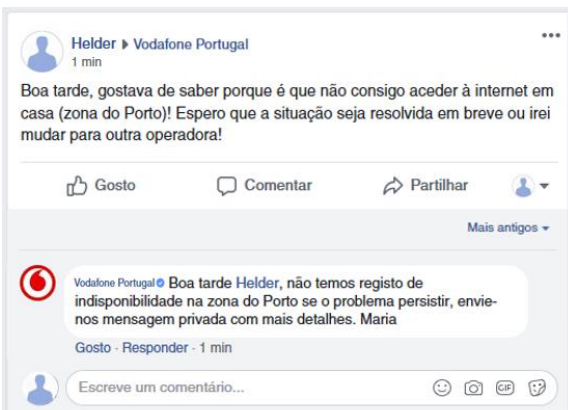 Helder ▸ Vodafone Portugal
1 min
Boa tarde, gostava de saber porque é que não consigo aceder à internet em
casa (zona do Porto)! Espero que a situação seja resolvida em breve ou irei
mudar para outra operadora!
Gosto Comentar Partilhar
Mais antigos
Vodafone Portugal Boa tarde Helder, não temos registo de
indisponibilidade na zona do Porto se o problema persistir, envie-
nos mensagem privada com mais detalhes. Maria
Gosto · Responder · 1 min
Escreve um comentário... GIF